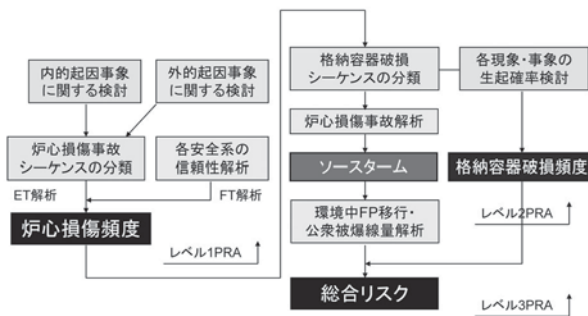 内的起因事象
に関する検討
外的起因事象
に関する検討
炉心損傷事故
シーケンスの分類
各安全系の
信頼性解析
ET解析
FT解析
炉心損傷頻度
レベル1PRA
格納容器破損
シーケンスの分類
各現象・事象の
生起確率検討
炉心損傷事故解析
ソースターム
格納容器破損頻度
環境中FP移行・
公衆被爆線量解析
レベル2PRA
総合リスク
レベル3PRA